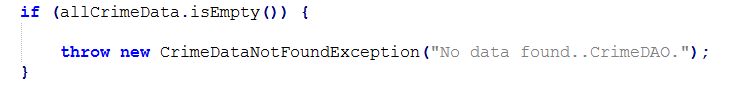 if (allCrimeData.isEmpty()) {
throw new CrimeDataNotFoundException("No data found..CrimeDAO.");
}